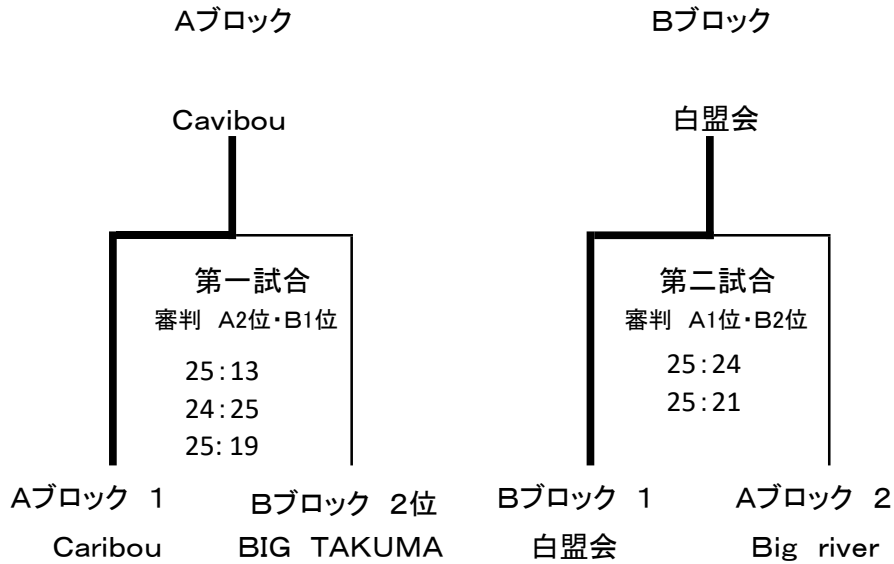 Aブロック
Bブロック
Cavibou
白盟会
第一試合
審判 A2位・B1位
25:13
24:25
25:19
第二試合
審判 A1位・B2位
25:24
25:21
Aブロック 1
Bブロック 2位
Bブロック 1
Aブロック 2
Caribou
BIG TAKUMA
白盟会
Big river